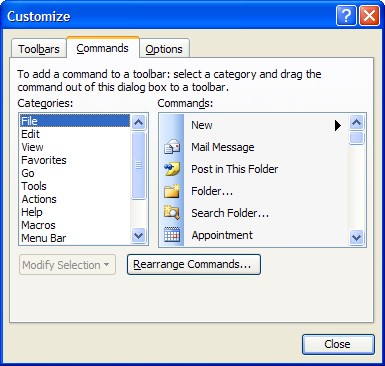 Customize
Toolbars Commands Options
To add a command to a toolbar: select a category and drag the
command out of this dialog box to a toolbar.
Categories: Commands:
File
Edit
View
Favorites
Go
Tools
Actions
Help
Macros
Menu Bar
New
Mail Message
Post in This Folder
Folder...
Search Folder...
Appointment
Modify Selection Rearrange Commands...
Close